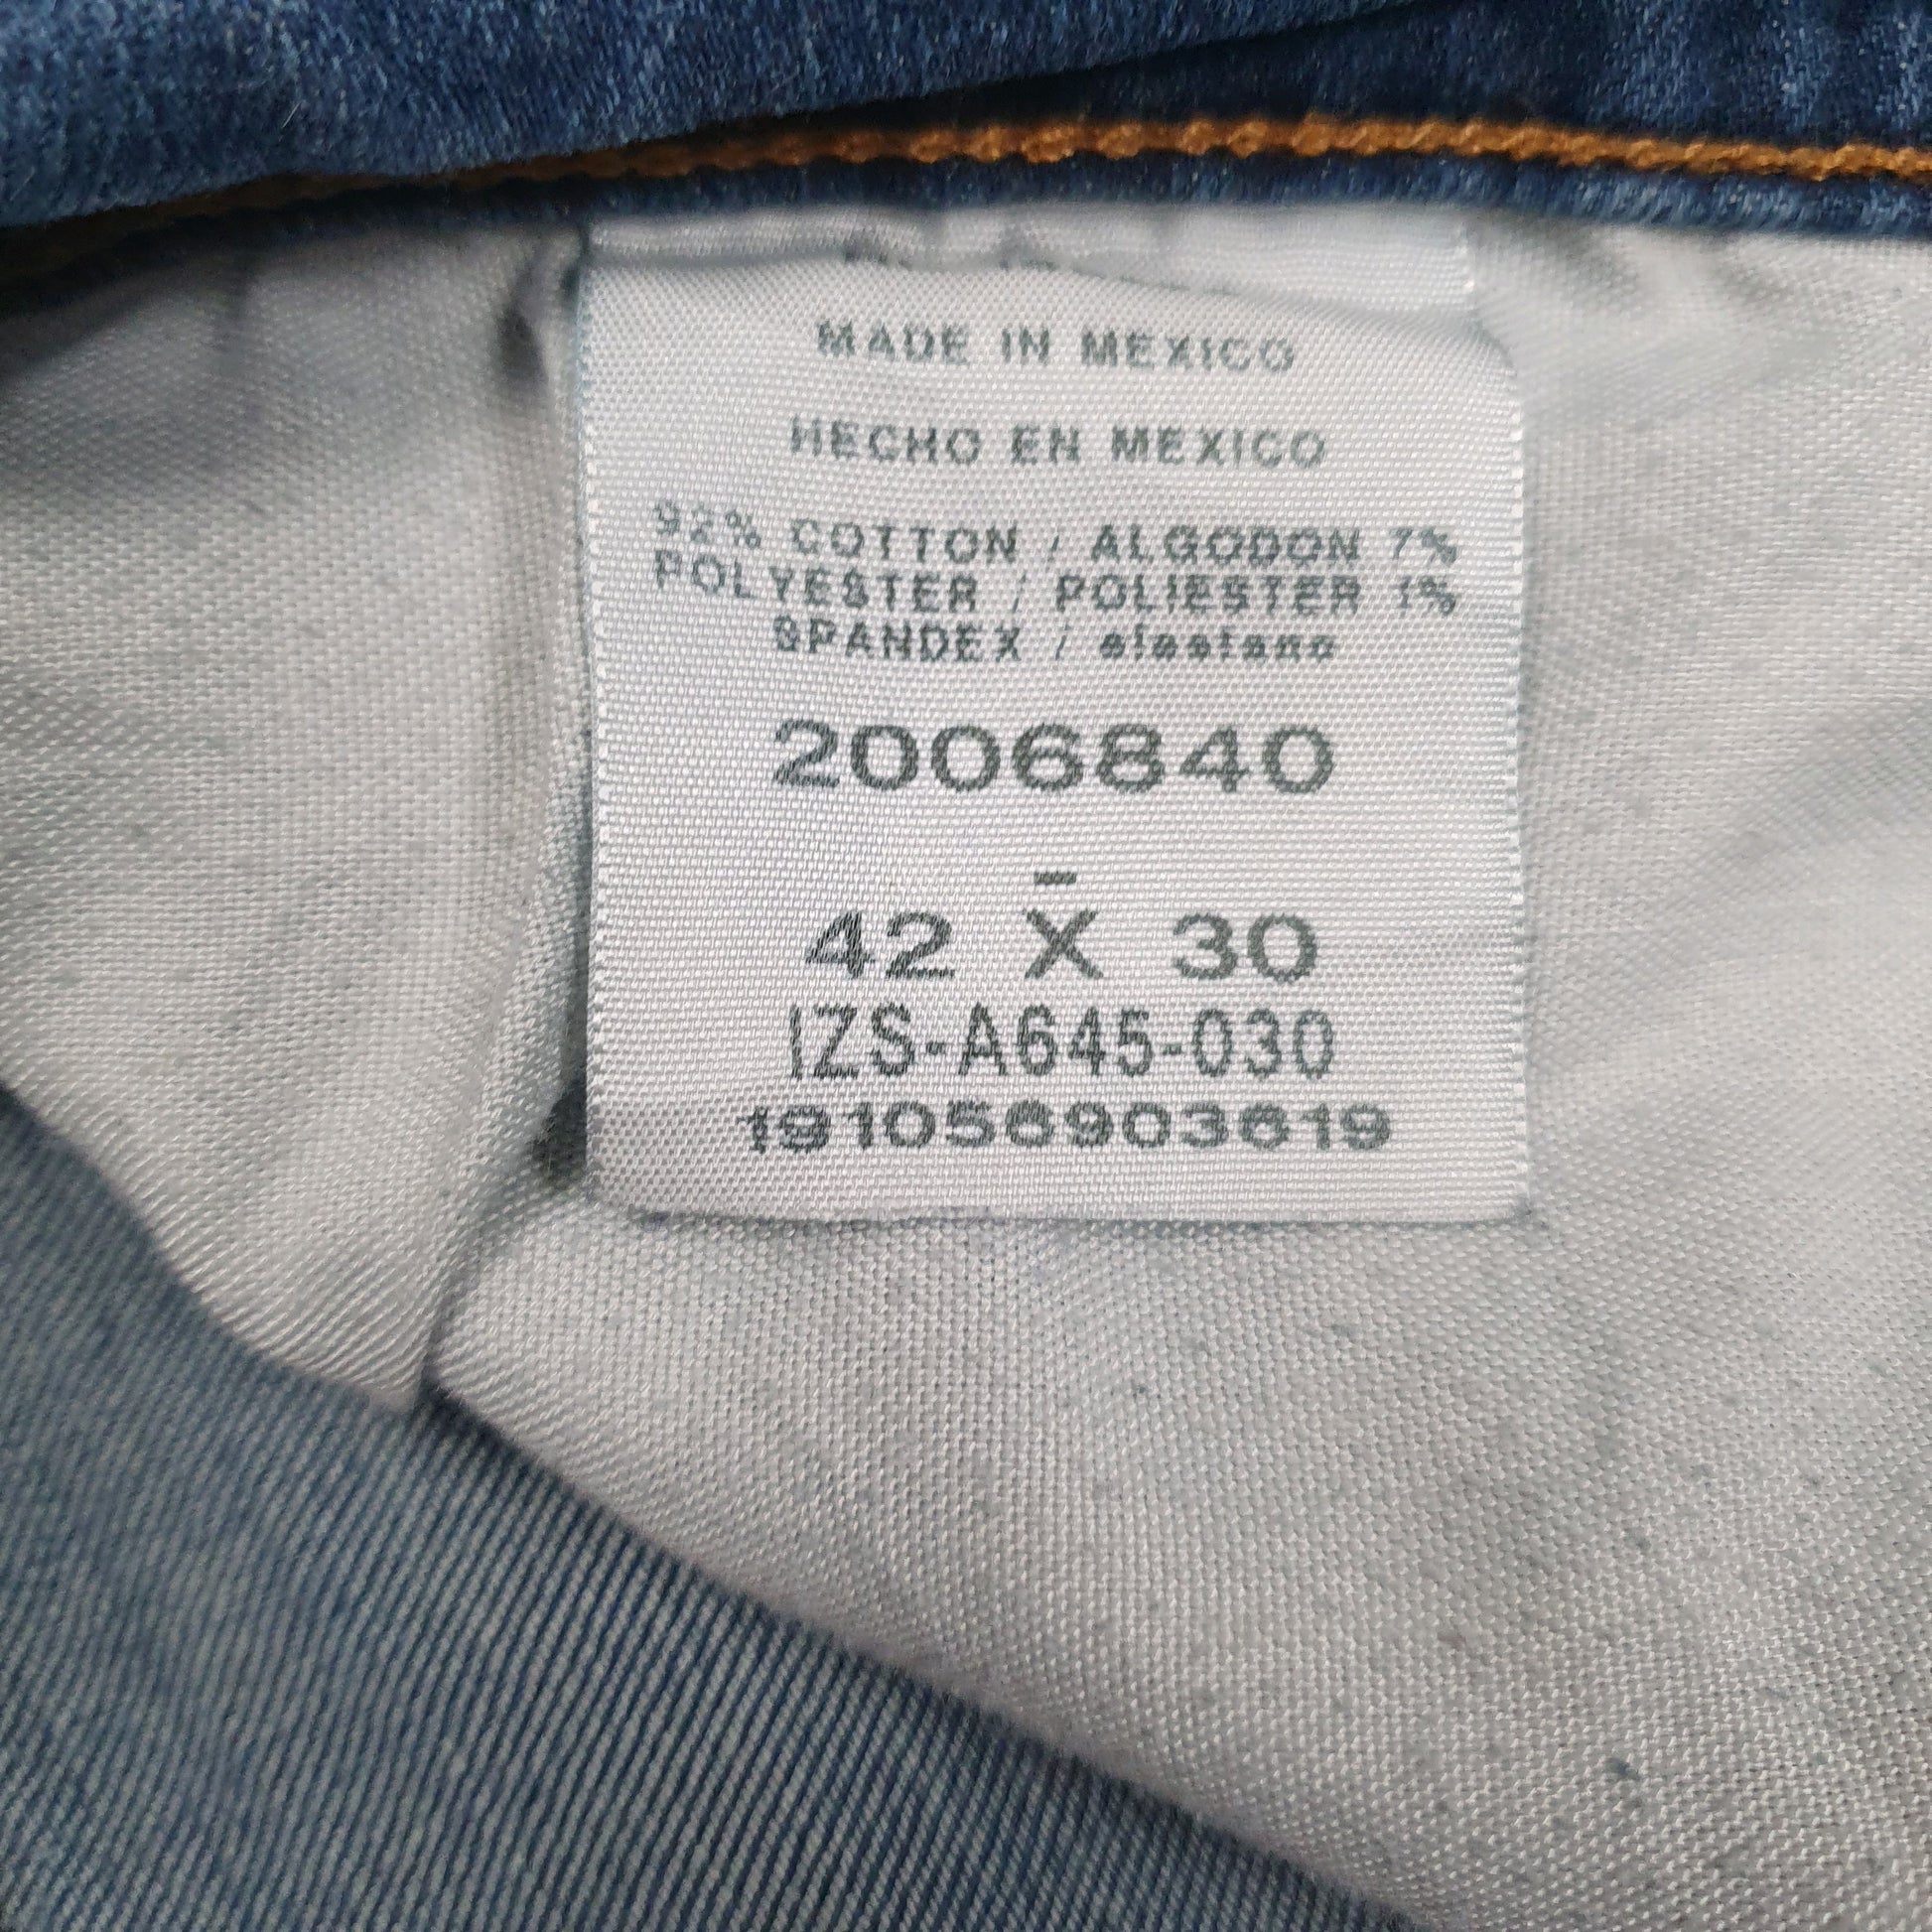 MADE IN MEXICO
HECHO EN MEXICO
92% COTTON / ALGODON 7%
POLYESTER / POLIESTER 1%
SPANDEX / elastano
2006840
-
42 X 30
IZS-A645-030
191056903619